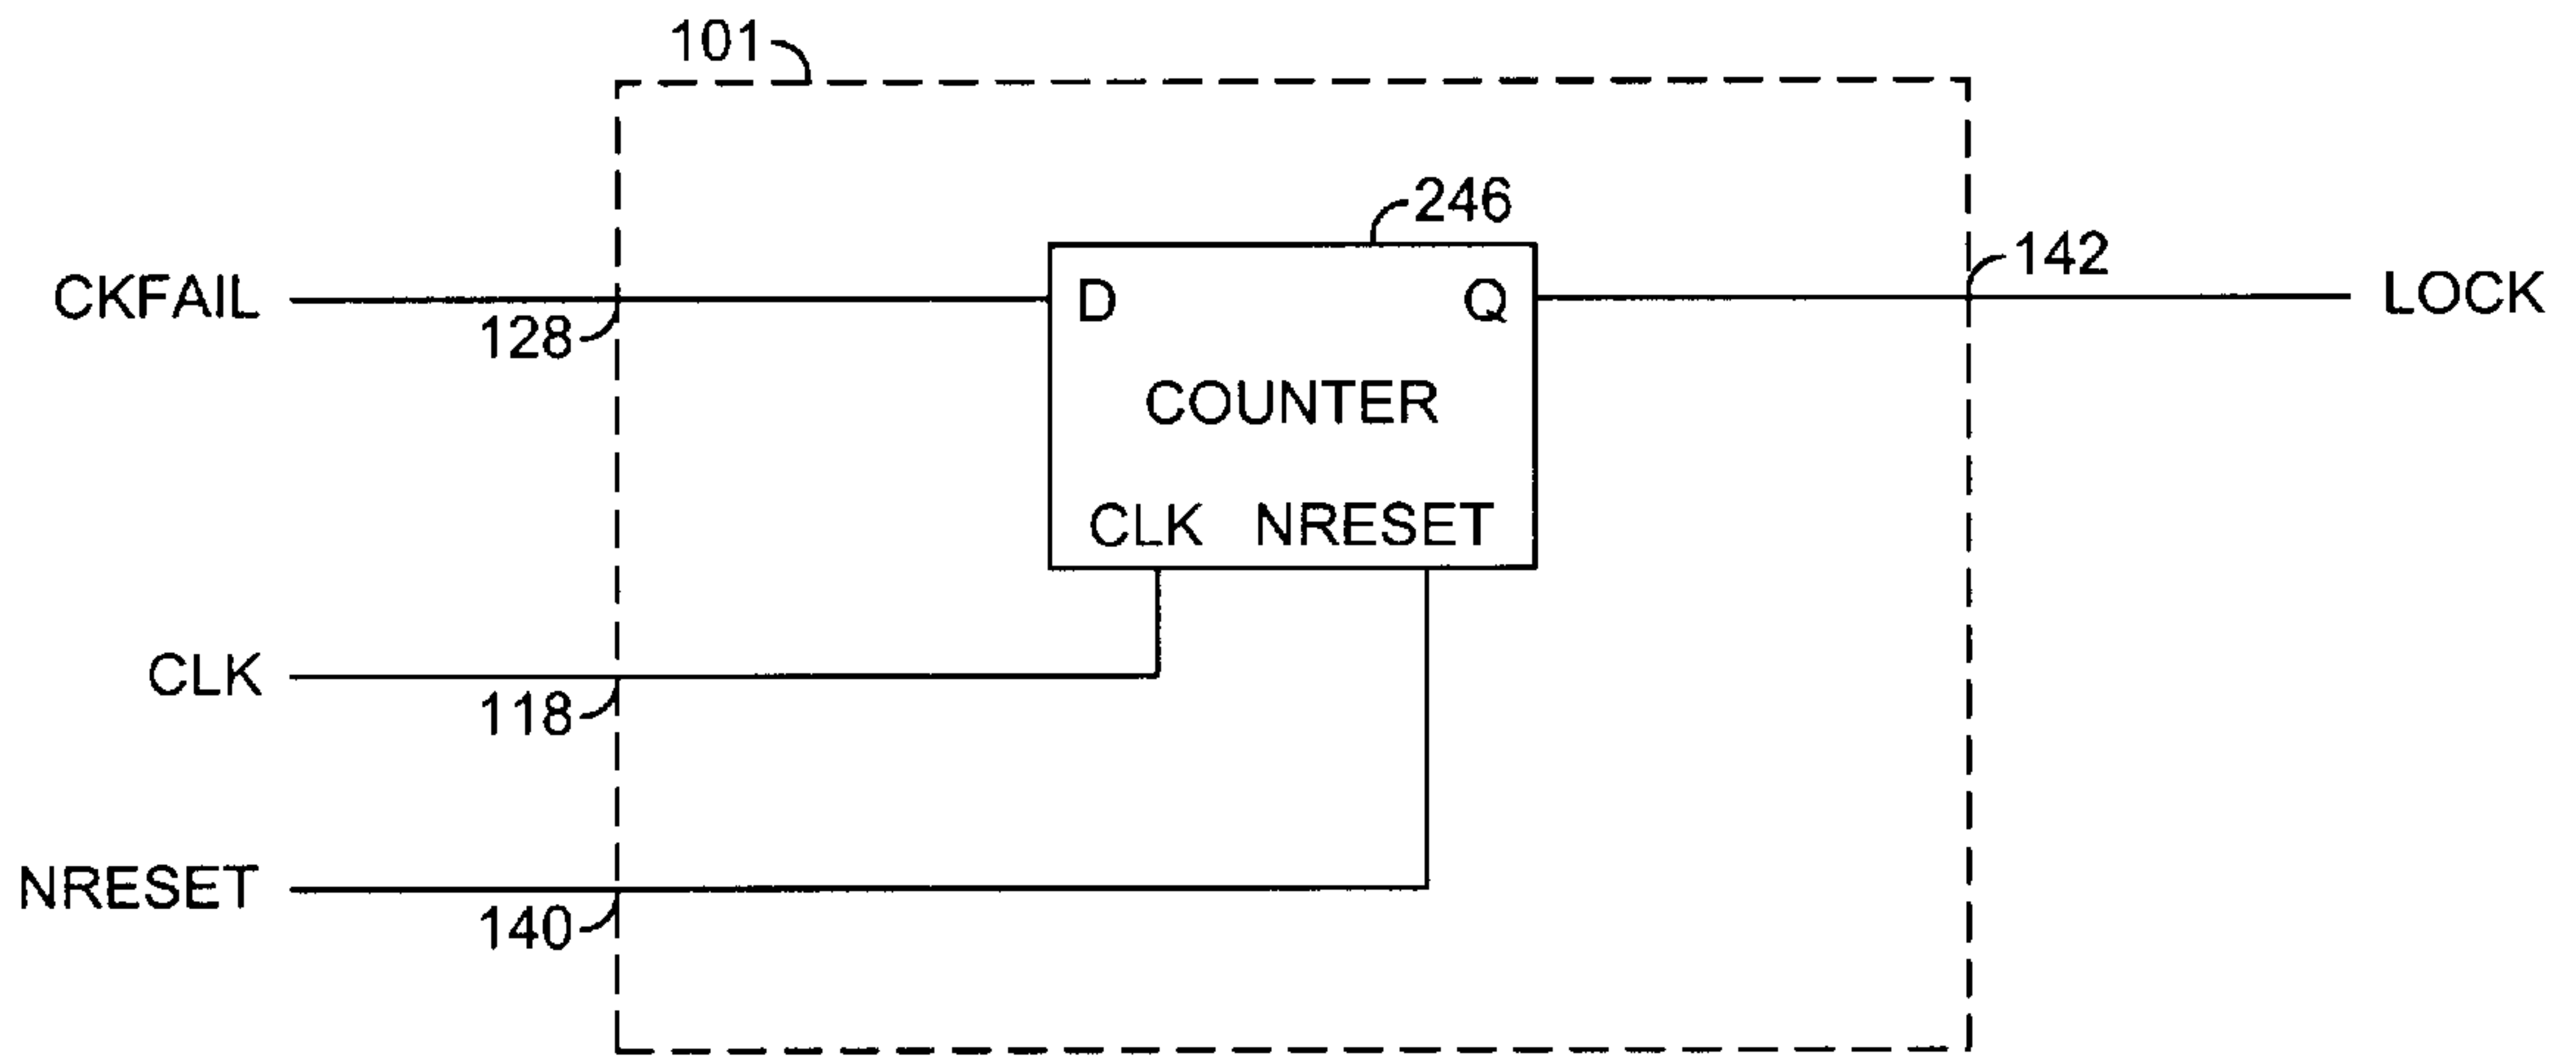 101
246
142
CKFAIL
D
Q
LOCK
128
COUNTER
CLK NRESET
CLK
118
NRESET
140